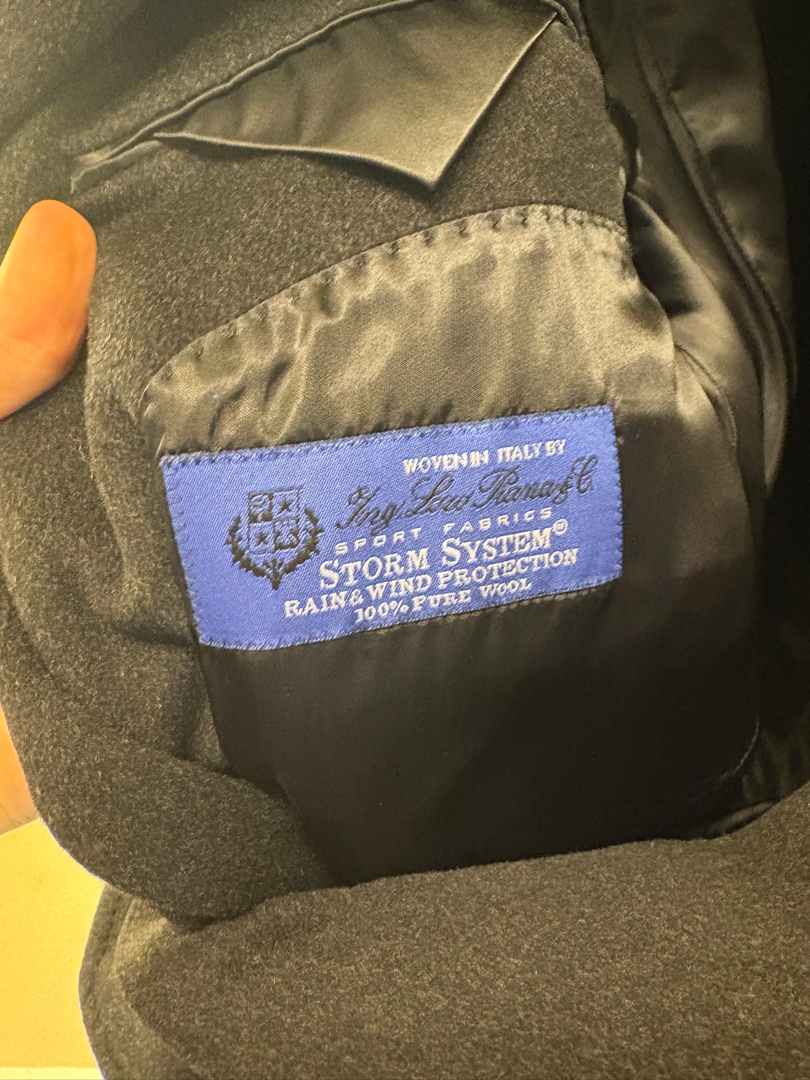 WOVEN IN ITALY BY
Ing. Loro Piana & C.
SPORT FABRICS
STORM SYSTEM®
RAIN & WIND PROTECTION
100% PURE WOOL